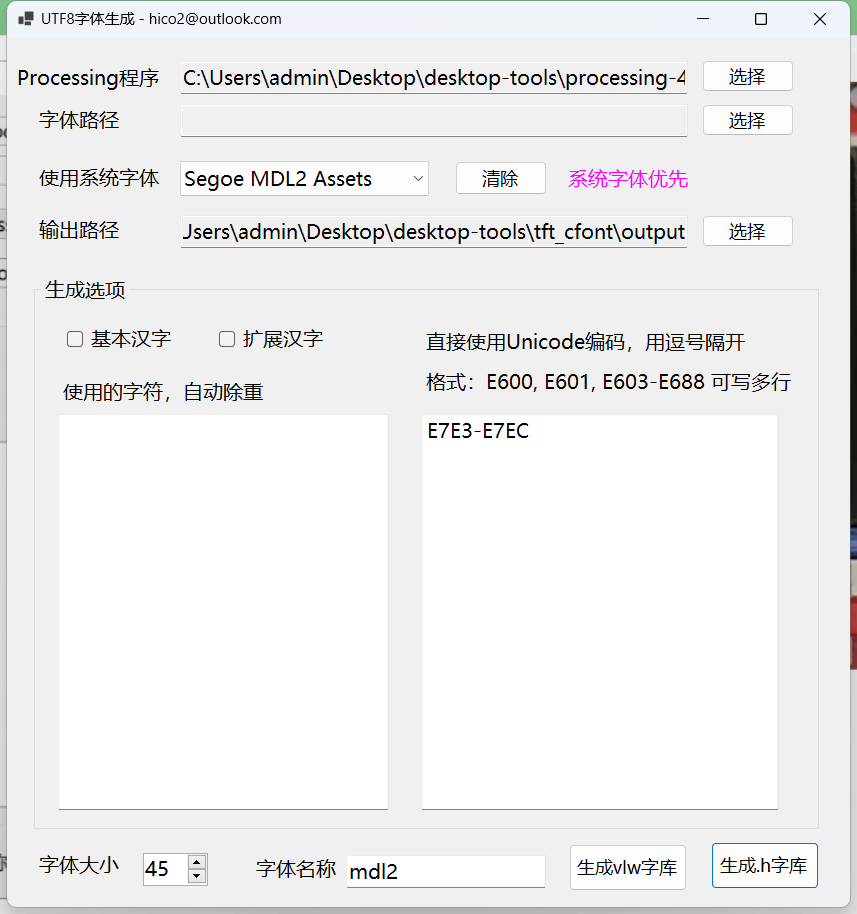 UTF8字体生成 - hico2@outlook.com
Processing程序 C:\Users\admin\Desktop\desktop-tools\processing-4 选择
字体路径 选择
使用系统字体 Segoe MDL2 Assets 清除 系统字体优先
输出路径 Jsers\admin\Desktop\desktop-tools\tft_cfont\output 选择
生成选项
基本汉字 扩展汉字
直接使用Unicode编码，用逗号隔开
格式：E600, E601, E603-E688 可写多行
使用的字符，自动除重
E7E3-E7EC
字体大小 45 字体名称 mdl2 生成vlw字库 生成.h字库